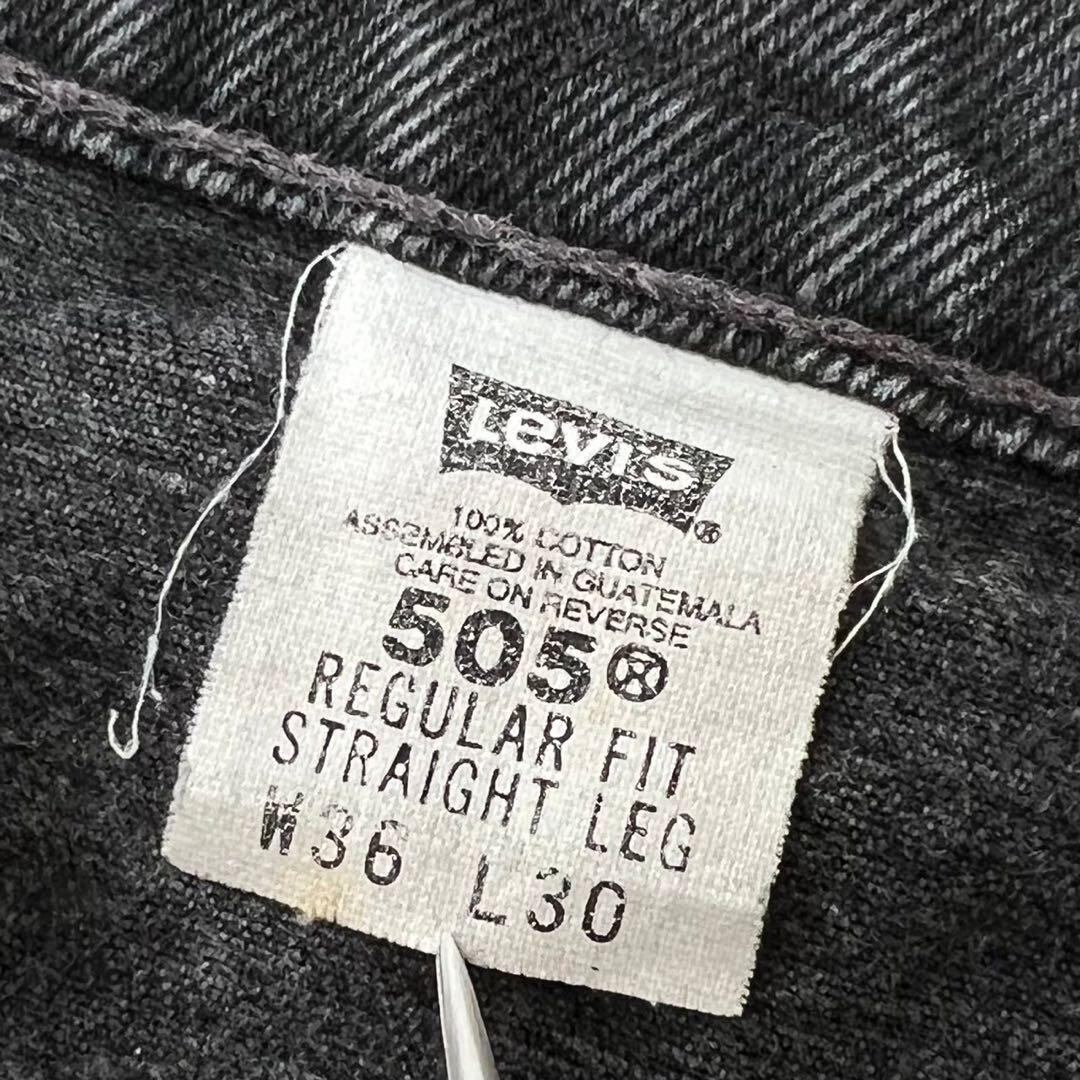 Levi's®
100% COTTON
ASSEMBLED IN GUATEMALA
CARE ON REVERSE
505®
REGULAR FIT
STRAIGHT LEG
W36 L30